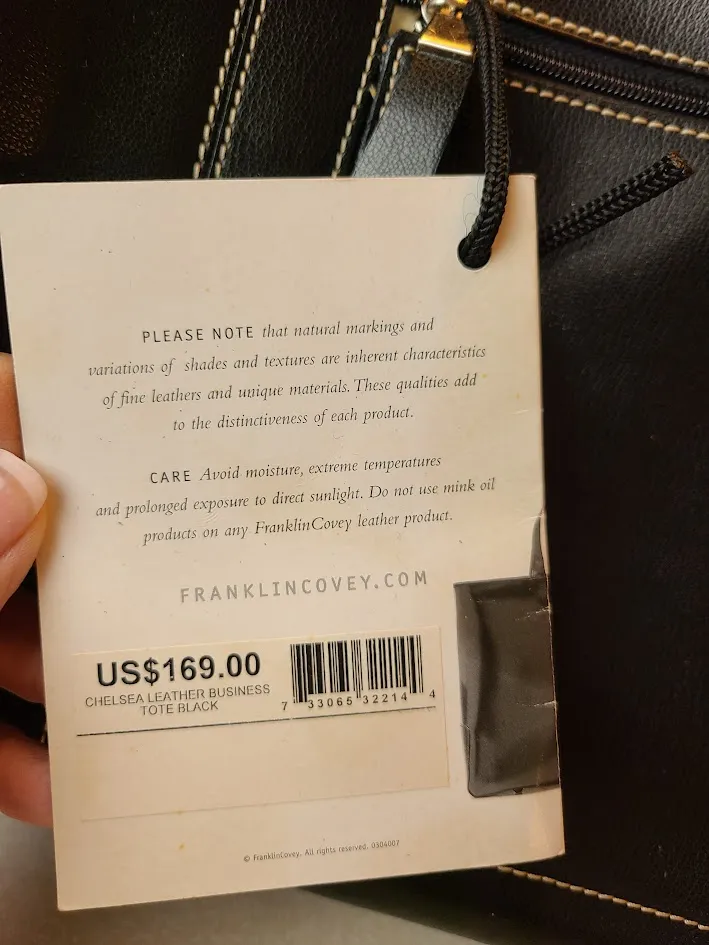 PLEASE NOTE that natural markings and
variations of shades and textures are inherent characteristics
of fine leathers and unique materials. These qualities add
to the distinctiveness of each product.
CARE Avoid moisture, extreme temperatures
and prolonged exposure to direct sunlight. Do not use mink oil
products on any FranklinCovey leather product.
FRANKLINCOVEY.COM
US$169.00
CHELSEA LEATHER BUSINESS
TOTE BLACK
7 33065 32214 4
© FranklinCovey. All rights reserved. 0304007